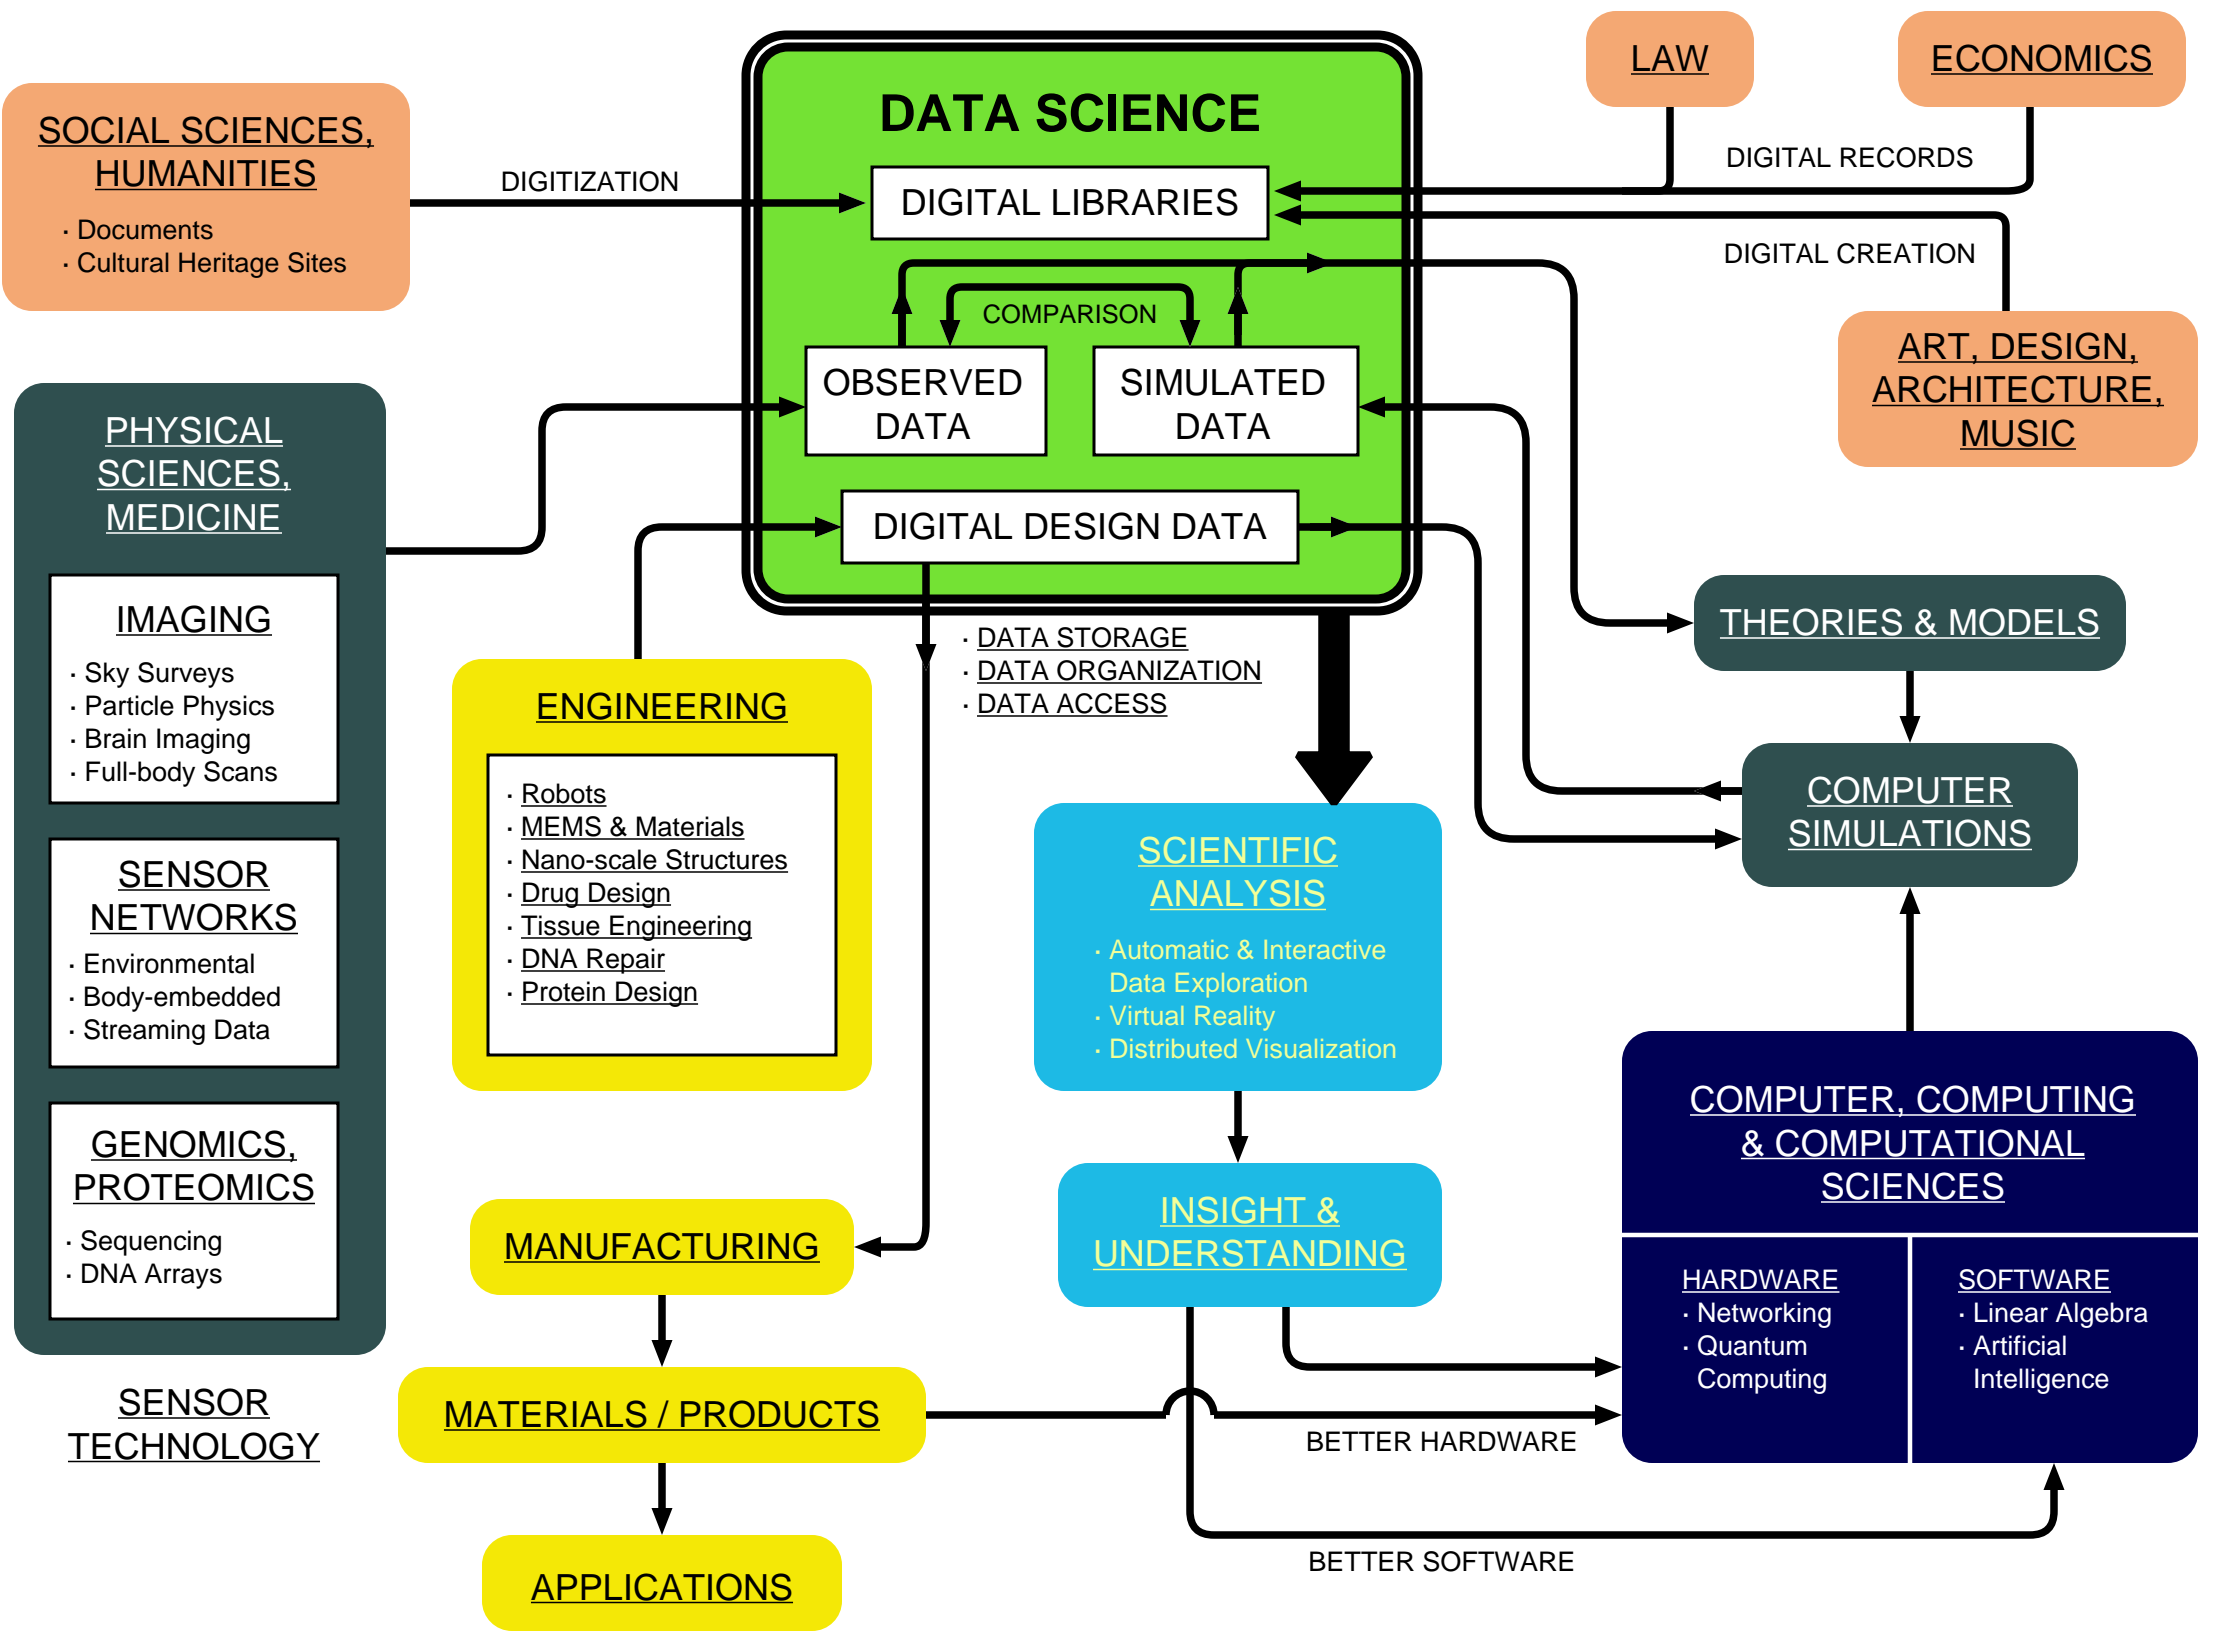 DATA SCIENCE
DIGITAL LIBRARIES
COMPARISON
OBSERVED
DATA
SIMULATED
DATA
DIGITAL DESIGN DATA
LAW
ECONOMICS
DIGITAL RECORDS
DIGITAL CREATION
ART, DESIGN,
ARCHITECTURE,
MUSIC
SOCIAL SCIENCES,
HUMANITIES
· Documents
· Cultural Heritage Sites
DIGITIZATION
PHYSICAL
SCIENCES,
MEDICINE
IMAGING
· Sky Surveys
· Particle Physics
· Brain Imaging
· Full-body Scans
SENSOR
NETWORKS
· Environmental
· Body-embedded
· Streaming Data
GENOMICS,
PROTEOMICS
· Sequencing
· DNA Arrays
SENSOR
TECHNOLOGY
ENGINEERING
· Robots
· MEMS & Materials
· Nano-scale Structures
· Drug Design
· Tissue Engineering
· DNA Repair
· Protein Design
· DATA STORAGE
· DATA ORGANIZATION
· DATA ACCESS
THEORIES & MODELS
COMPUTER
SIMULATIONS
SCIENTIFIC
ANALYSIS
· Automatic & Interactive
Data Exploration
· Virtual Reality
· Distributed Visualization
INSIGHT &
UNDERSTANDING
COMPUTER, COMPUTING
& COMPUTATIONAL
SCIENCES
HARDWARE
· Networking
· Quantum
Computing
SOFTWARE
· Linear Algebra
· Artificial
Intelligence
MANUFACTURING
MATERIALS / PRODUCTS
APPLICATIONS
BETTER HARDWARE
BETTER SOFTWARE